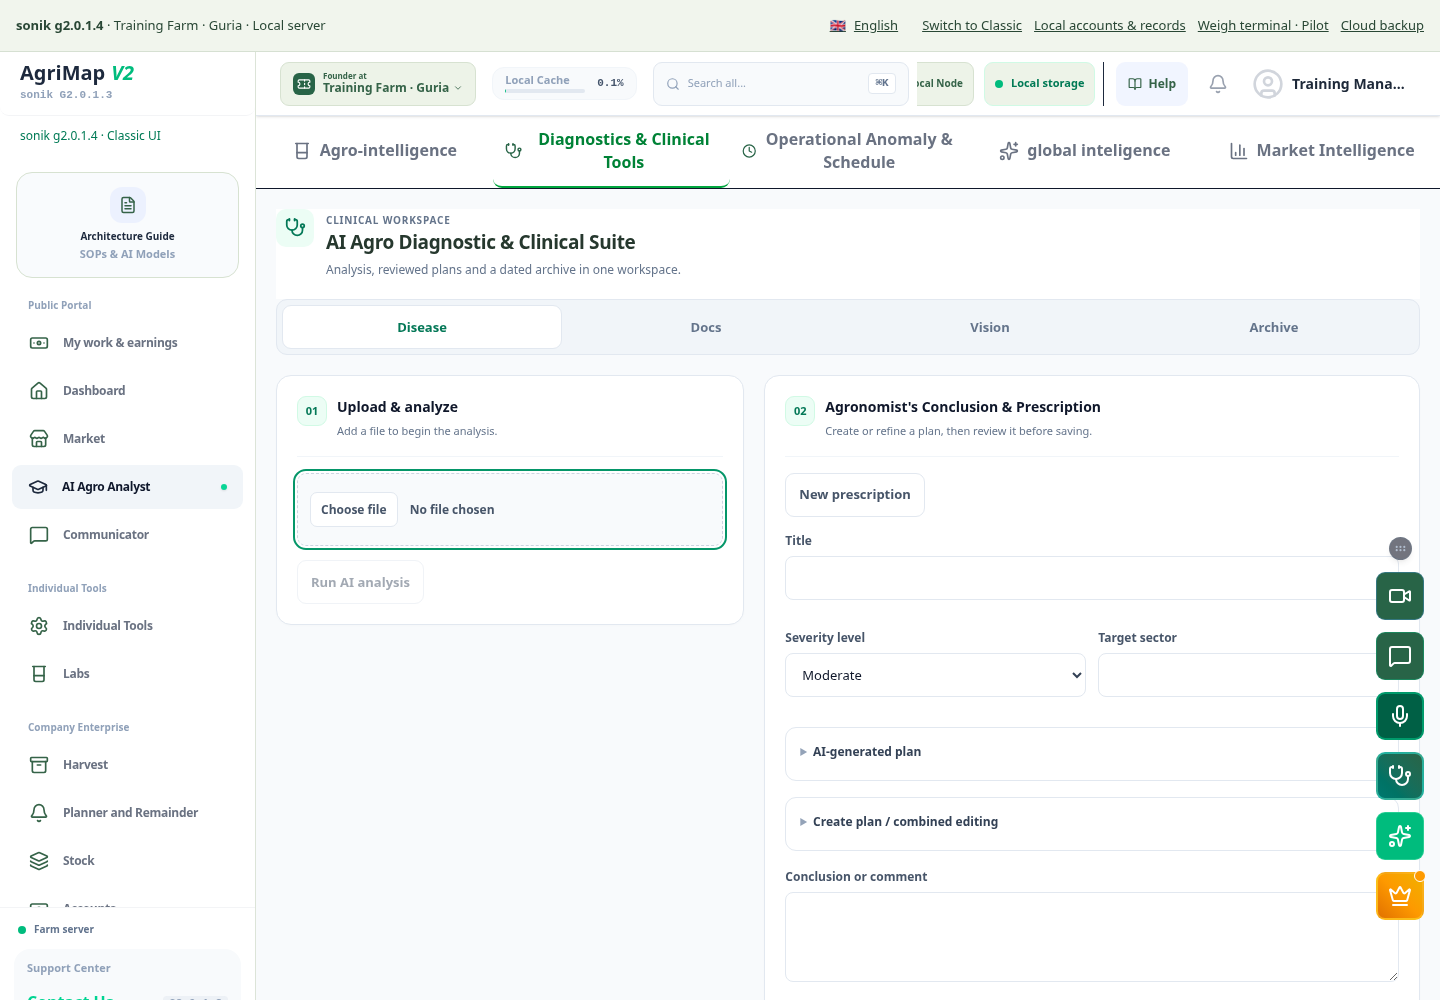 sonik g2.0.1.4 · Training Farm · Guria · Local server
English
Switch to Classic
Local accounts & records
Weigh terminal · Pilot
Cloud backup
AgriMap V2
sonik G2.0.1.3
sonik g2.0.1.4 · Classic UI
Architecture Guide
SOPs & AI Models
Public Portal
My work & earnings
Dashboard
Market
AI Agro Analyst
Communicator
Individual Tools
Individual Tools
Labs
Company Enterprise
Harvest
Planner and Remainder
Stock
Farm server
Support Center
Founder at
Training Farm · Guria
Local Cache
0.1%
Search all...
⌘K
Node
Local storage
Help
Training Mana...
Agro-intelligence
Diagnostics & Clinical
Tools
Operational Anomaly &
Schedule
global inteligence
Market Intelligence
CLINICAL WORKSPACE
AI Agro Diagnostic & Clinical Suite
Analysis, reviewed plans and a dated archive in one workspace.
Disease
Docs
Vision
Archive
01
Upload & analyze
Add a file to begin the analysis.
Choose file
No file chosen
Run AI analysis
02
Agronomist's Conclusion & Prescription
Create or refine a plan, then review it before saving.
New prescription
Title
Severity level
Target sector
Moderate
AI-generated plan
Create plan / combined editing
Conclusion or comment